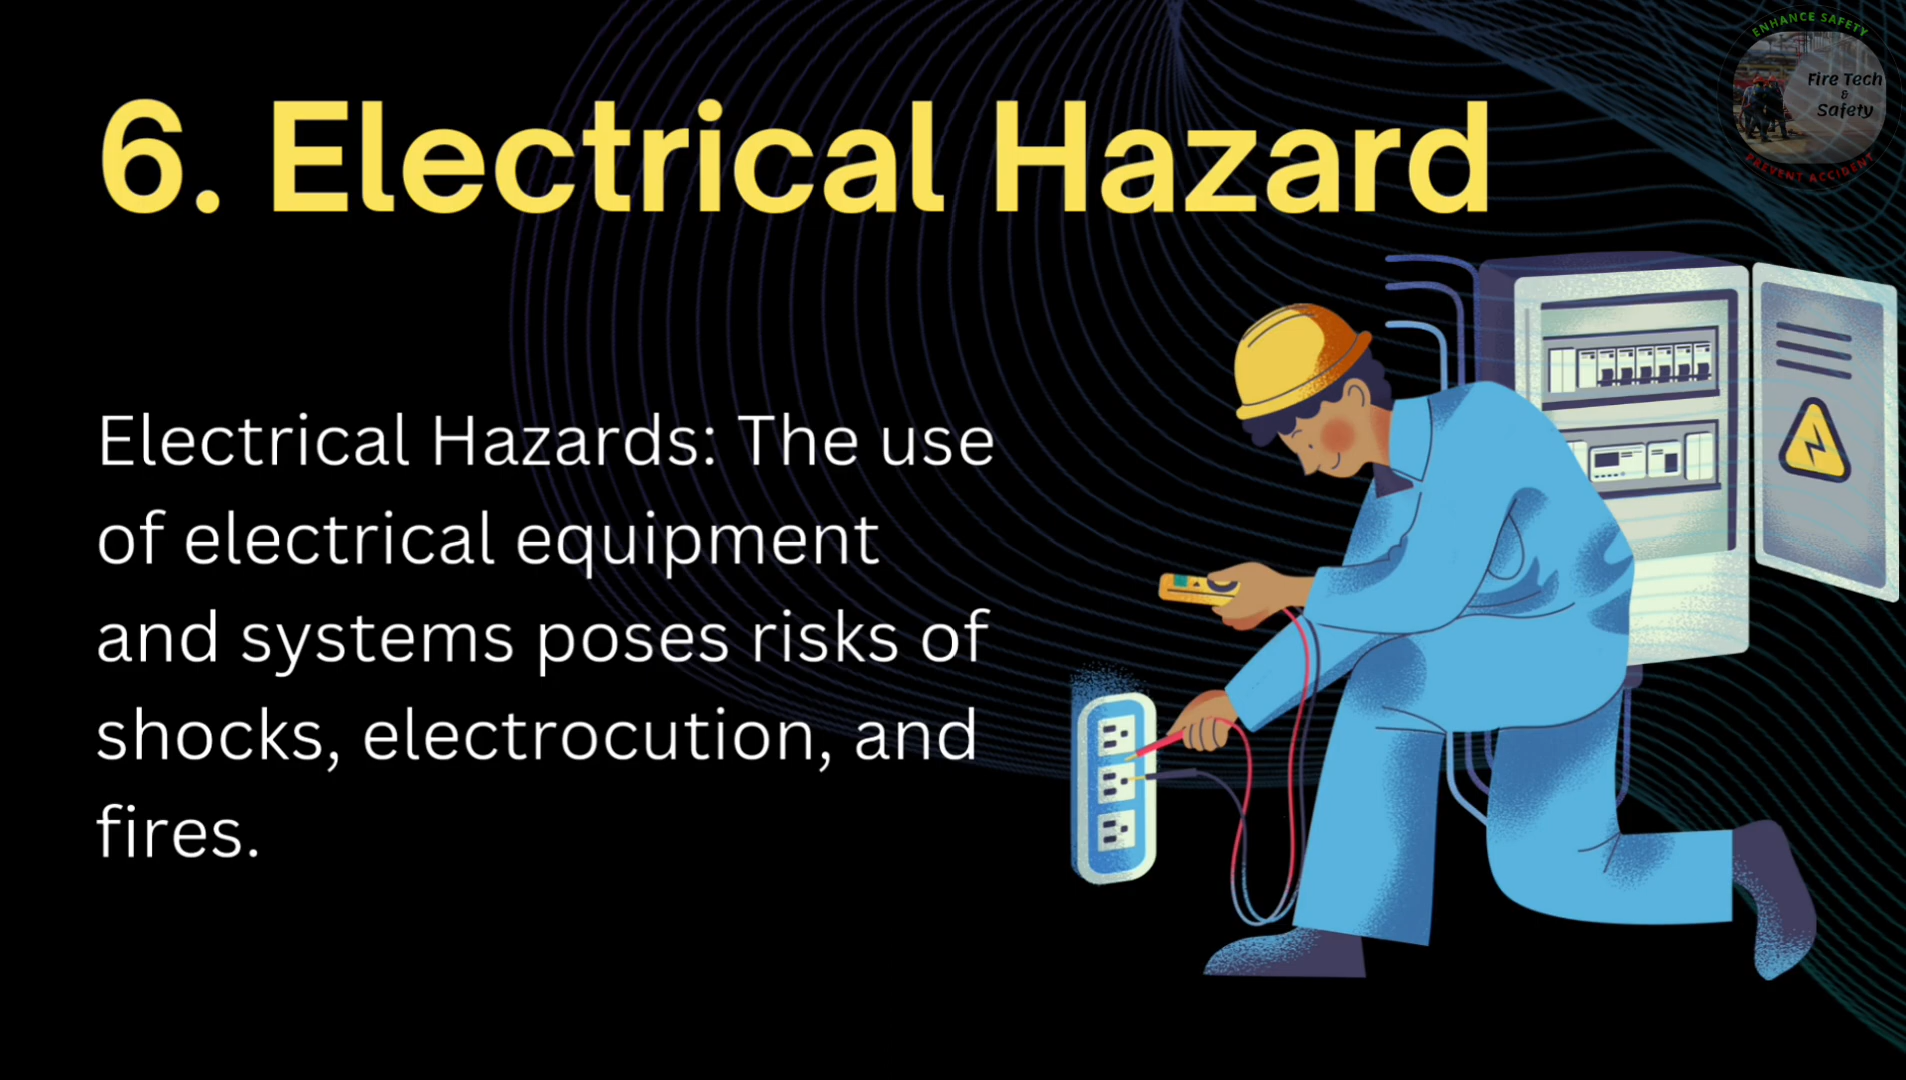 ENHANCE SAFETY
Fire Tech
&
Safety
PREVENT ACCIDENT
6. Electrical Hazard
Electrical Hazards: The use
of electrical equipment
and systems poses risks of
shocks, electrocution, and
fires.